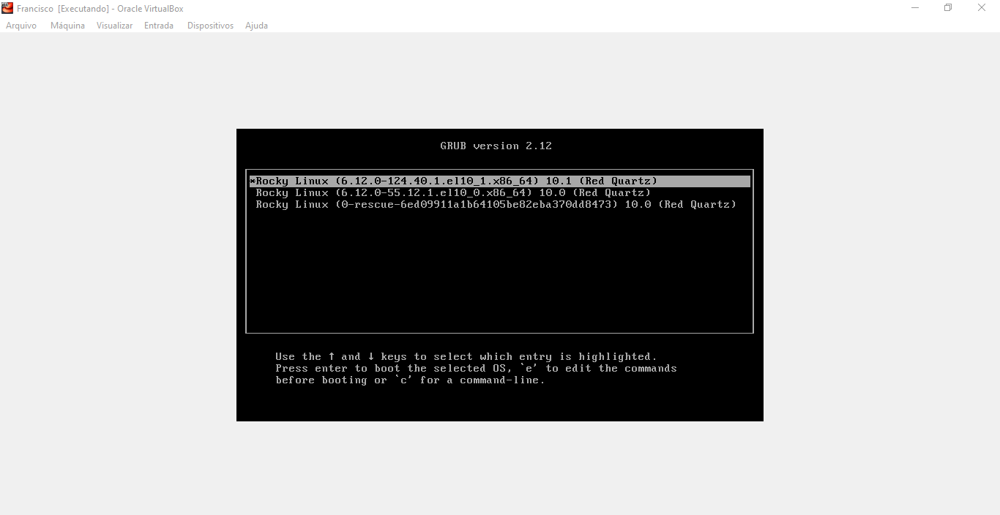 Francisco [Executando] - Oracle VirtualBox
Arquivo Máquina Visualizar Entrada Dispositivos Ajuda
GRUB version 2.12
*Rocky Linux (6.12.0-124.40.1.el10_1.x86_64) 10.1 (Red Quartz)
Rocky Linux (6.12.0-55.12.1.el10_0.x86_64) 10.0 (Red Quartz)
Rocky Linux (0-rescue-6ed09911a1b64105be82eba370dd8473) 10.0 (Red Quartz)
Use the ↑ and ↓ keys to select which entry is highlighted.
Press enter to boot the selected OS, `e' to edit the commands
before booting or `c' for a command-line.